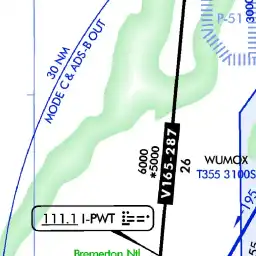 P-51
3000
30 NM
MODE C & ADS-B OUT
6000
*5000
V165-287
26
WUMOX
T355 3100S
195
111.1 I-PWT
Bremerton Ntl